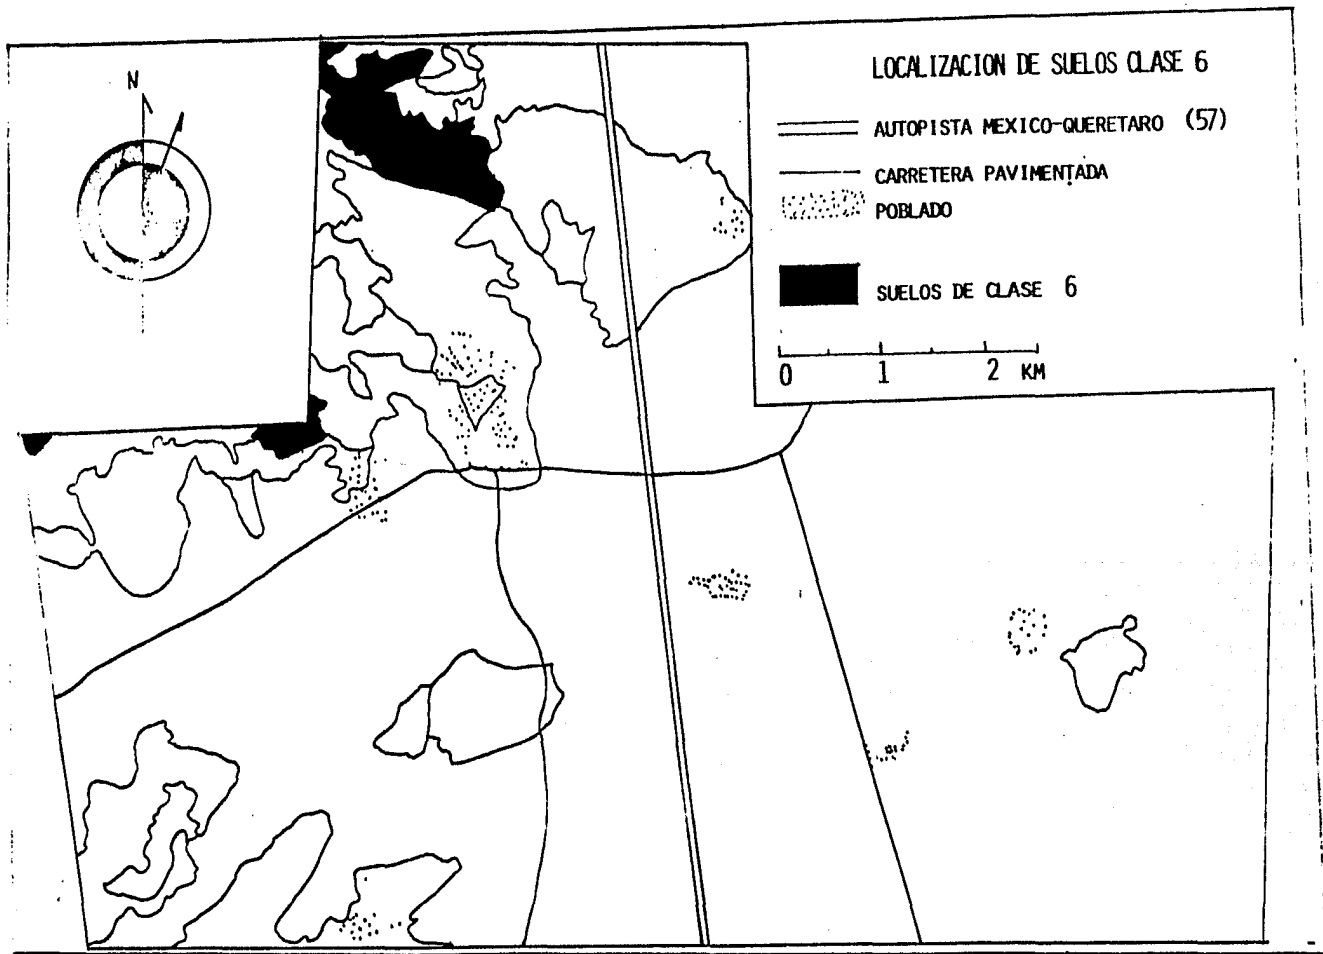 N
LOCALIZACION DE SUELOS CLASE 6
AUTOPISTA MEXICO-QUERETARO (57)
CARRETERA PAVIMENTADA
POBLADO
SUELOS DE CLASE 6
0 1 2 KM